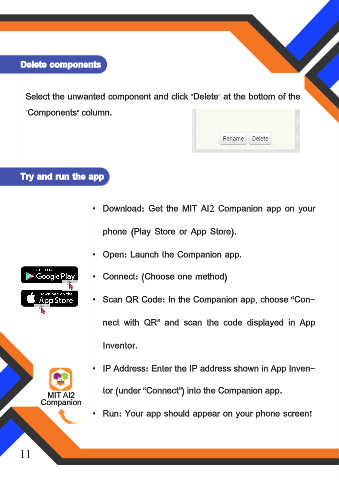 Delete components
Select the unwanted component and click "Delete" at the bottom of the
"Components" column.
Rename Delete
Try and run the app
• Download: Get the MIT AI2 Companion app on your
phone (Play Store or App Store).
• Open: Launch the Companion app.
• Connect: (Choose one method)
• Scan QR Code: In the Companion app, choose "Con-
nect with QR" and scan the code displayed in App
Inventor.
• IP Address: Enter the IP address shown in App Inven-
tor (under "Connect") into the Companion app.
• Run: Your app should appear on your phone screen!
Google Play
Download on the
App Store
MIT AI2
Companion
11